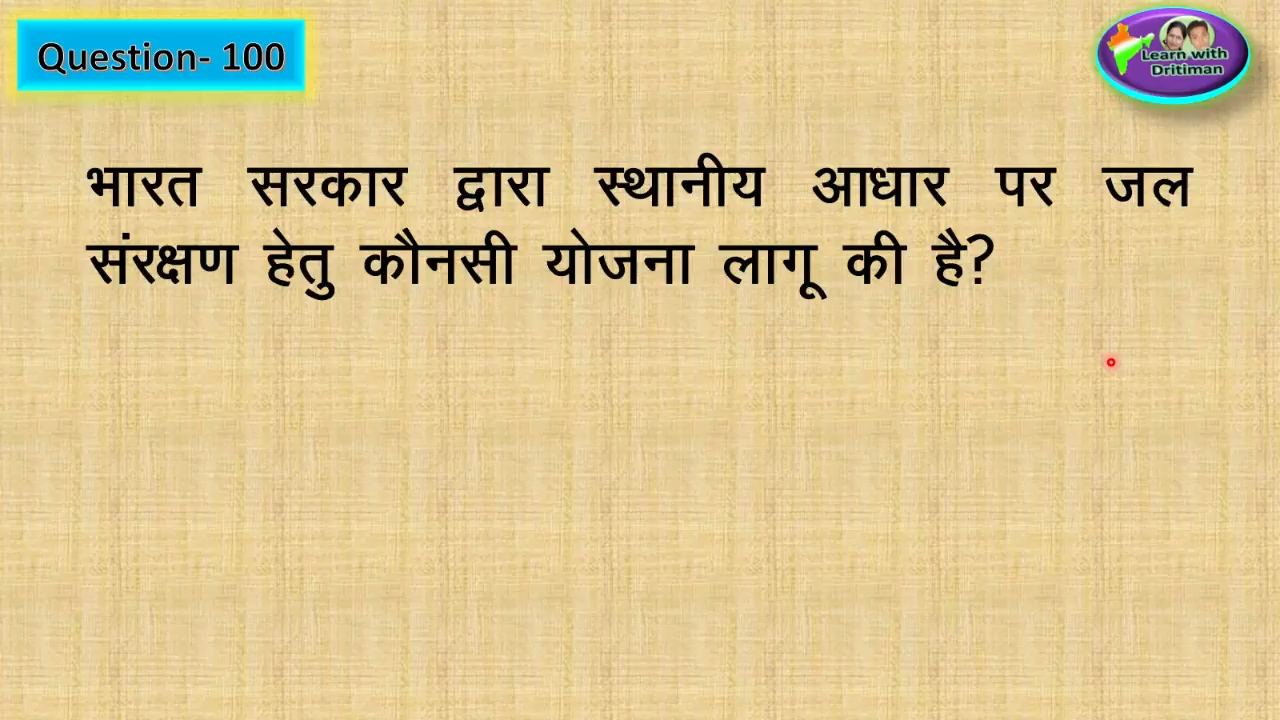 Question- 100
Learn with
Dritiman
भारत सरकार द्वारा स्थानीय आधार पर जल
संरक्षण हेतु कौनसी योजना लागू की है?